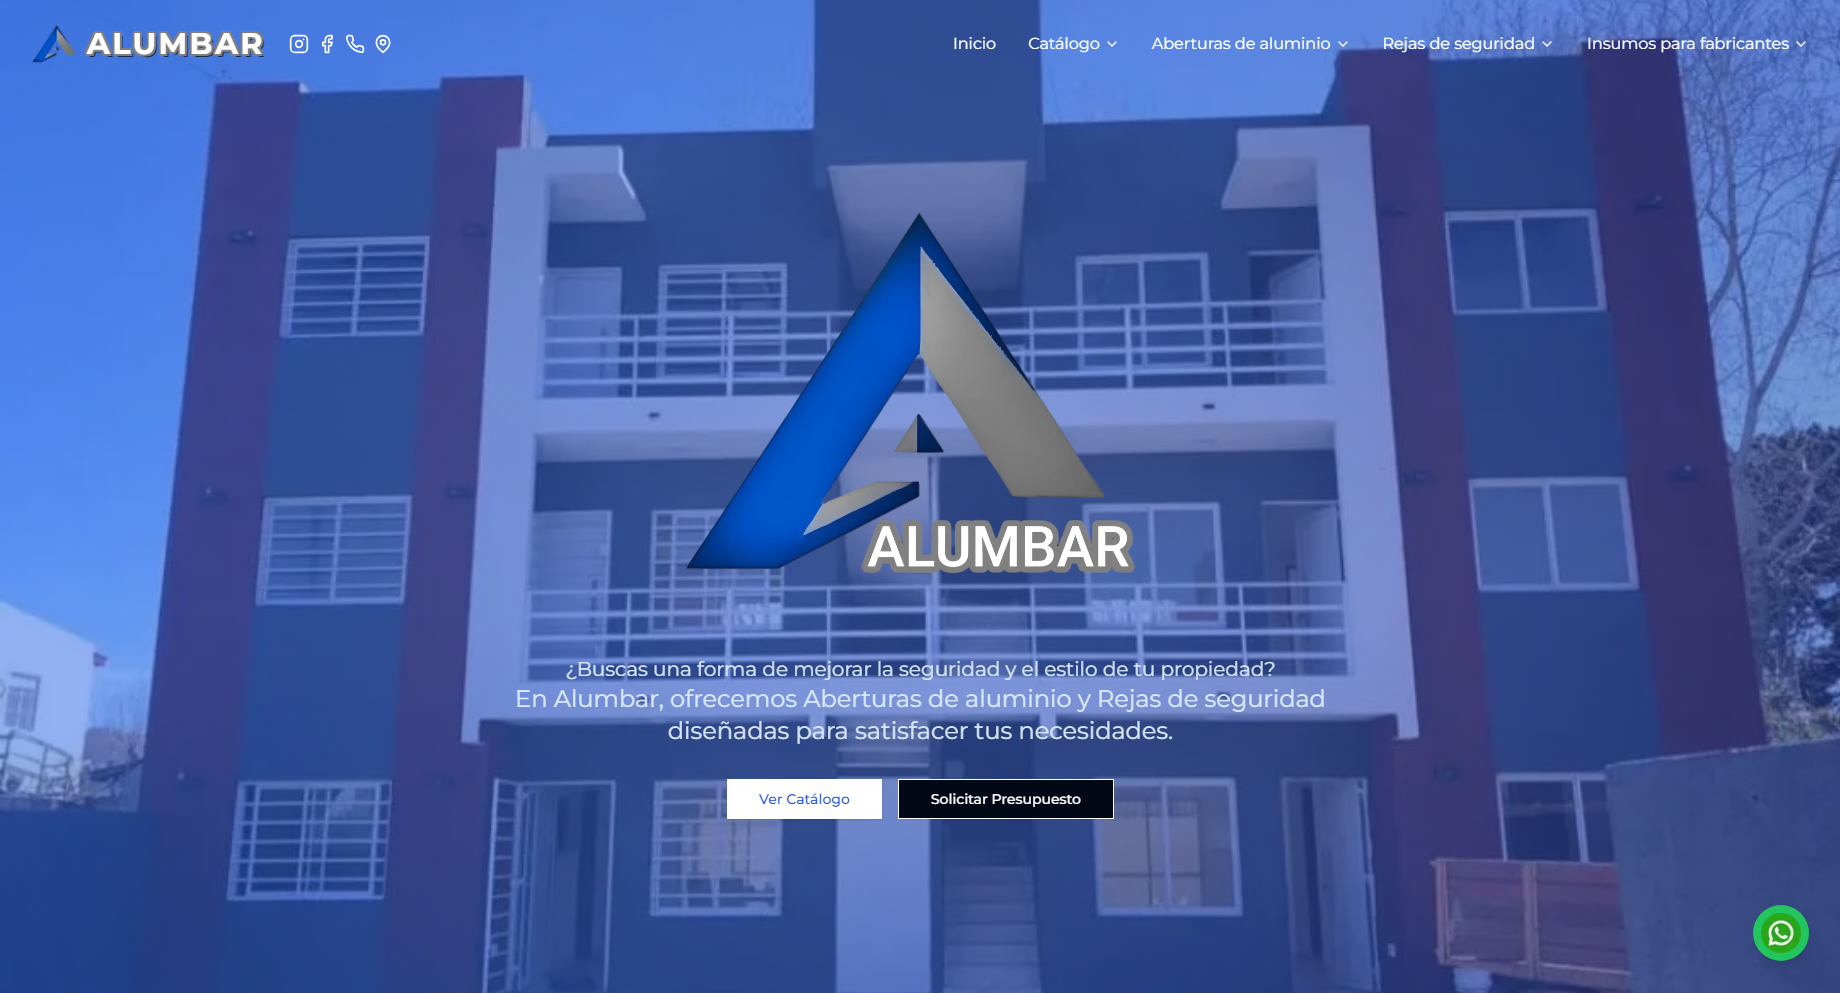 ALUMBAR
Inicio
Catálogo
Aberturas de aluminio
Rejas de seguridad
Insumos para fabricantes
ALUMBAR
¿Buscas una forma de mejorar la seguridad y el estilo de tu propiedad?
En Alumbar, ofrecemos Aberturas de aluminio y Rejas de seguridad
diseñadas para satisfacer tus necesidades.
Ver Catálogo
Solicitar Presupuesto